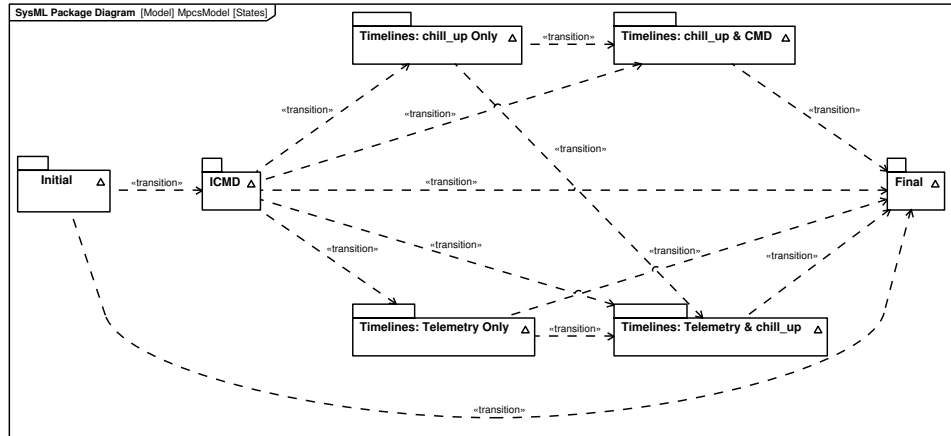 SysML Package Diagram [Model] MpcsModel [States]
Timelines: chill_up Only
«transition»
Timelines: chill_up & CMD
«transition»
«transition»
«transition»
«transition»
Initial
«transition»
ICMD
«transition»
Final
«transition»
«transition»
«transition»
«transition»
Timelines: Telemetry Only
«transition»
Timelines: Telemetry & chill_up
«transition»